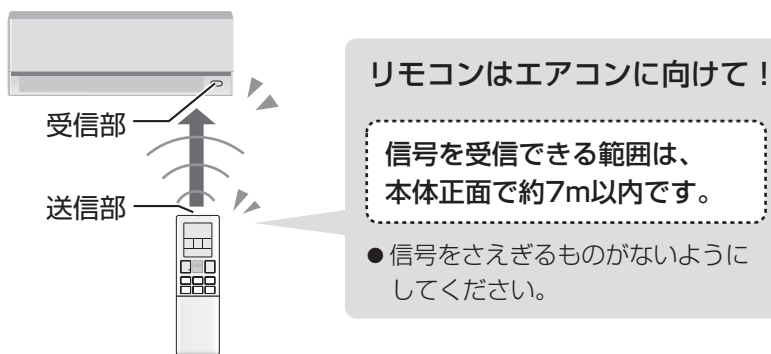 受信部
送信部
リモコンはエアコンに向けて！
信号を受信できる範囲は、
本体正面で約7m以内です。
●信号をさえぎるものがないように
してください。